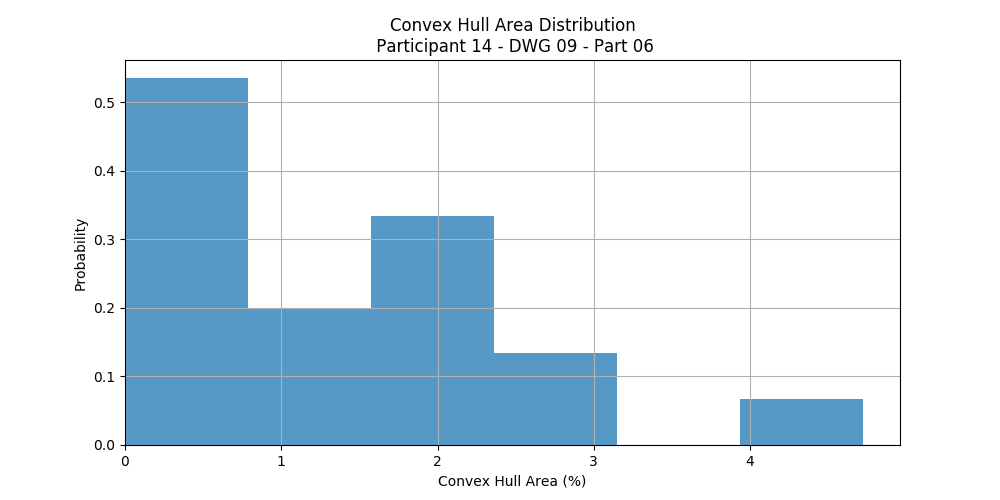 Convex Hull Area Distribution
Participant 14 - DWG 09 - Part 06
Probability
0.5
0.4
0.3
0.2
0.1
0.0
0 1 2 3 4
Convex Hull Area (%)